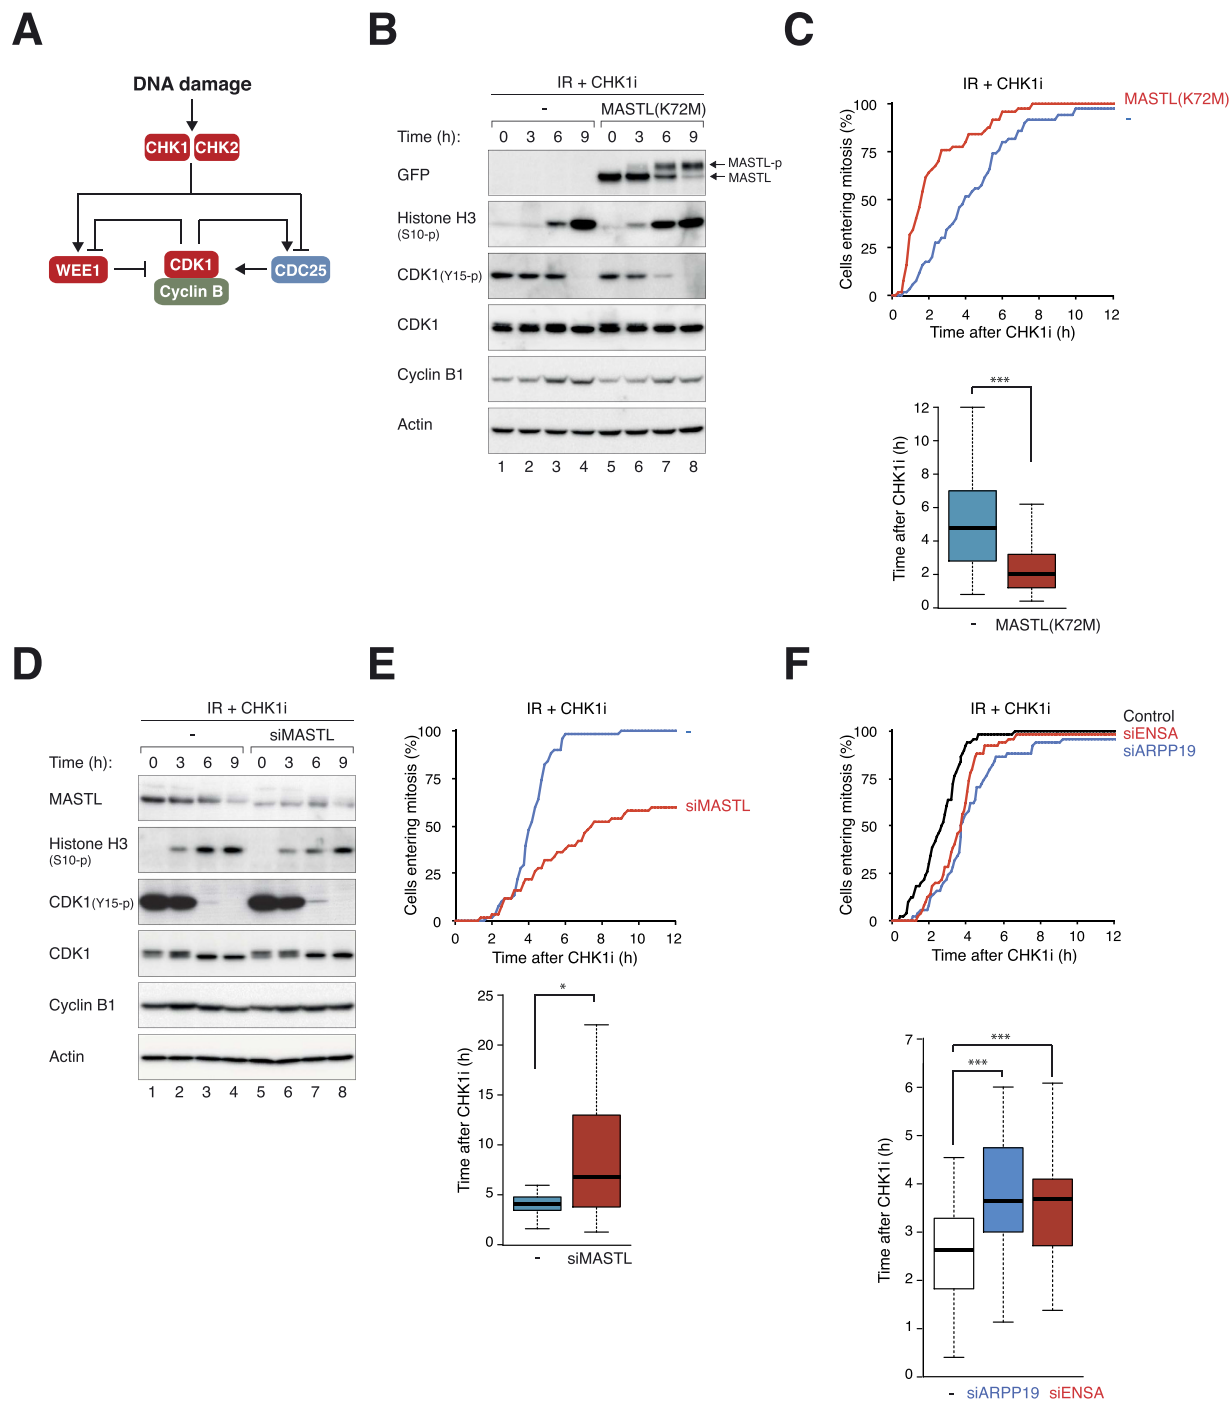 A
DNA damage
CHK1 CHK2
WEE1
CDK1
Cyclin B
CDC25
B
IR + CHK1i
- MASTL(K72M)
Time (h): 0 3 6 9 0 3 6 9
GFP
MASTL-p
MASTL
Histone H3
(S10-p)
CDK1(Y15-p)
CDK1
Cyclin B1
Actin
1 2 3 4 5 6 7 8
C
IR + CHK1i
MASTL(K72M)
-
Cells entering mitosis (%)
100
75
50
25
0
0 2 4 6 8 10 12
Time after CHK1i (h)
***
Time after CHK1i (h)
12
10
8
6
4
2
0
- MASTL(K72M)
D
IR + CHK1i
- siMASTL
Time (h): 0 3 6 9 0 3 6 9
MASTL
Histone H3
(S10-p)
CDK1(Y15-p)
CDK1
Cyclin B1
Actin
1 2 3 4 5 6 7 8
E
IR + CHK1i
-
siMASTL
Cells entering mitosis (%)
100
75
50
25
0
0 2 4 6 8 10 12
Time after CHK1i (h)
*
Time after CHK1i (h)
25
20
15
10
5
0
- siMASTL
F
IR + CHK1i
Control
siENSA
siARPP19
Cells entering mitosis (%)
100
75
50
25
0
0 2 4 6 8 10 12
Time after CHK1i (h)
***
***
Time after CHK1i (h)
7
6
5
4
3
2
1
0
- siARPP19 siENSA